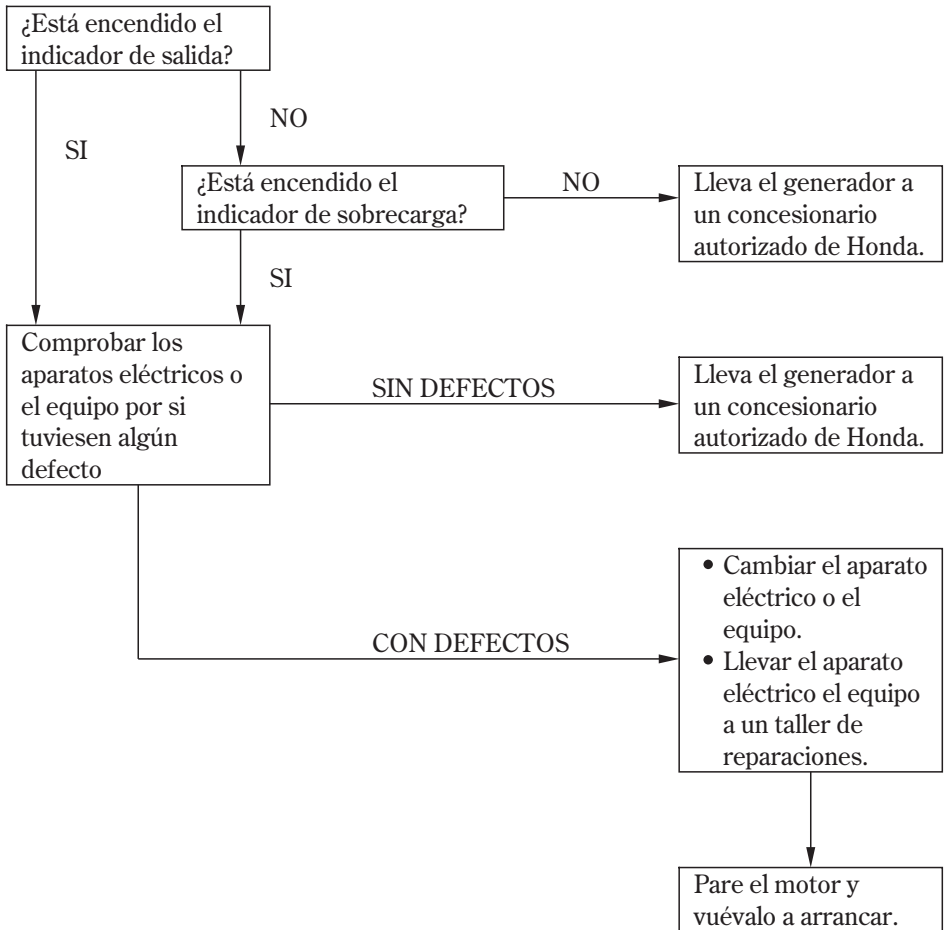 ¿Está encendido el
indicador de salida?
NO
SI
¿Está encendido el
indicador de sobrecarga?
NO
Lleva el generador a
un concesionario
autorizado de Honda.
SI
Comprobar los
aparatos eléctricos o
el equipo por si
tuviesen algún
defecto
SIN DEFECTOS
Lleva el generador a
un concesionario
autorizado de Honda.
CON DEFECTOS
• Cambiar el aparato
eléctrico o el
equipo.
• Llevar el aparato
eléctrico el equipo
a un taller de
reparaciones.
Pare el motor y
vuévalo a arrancar.